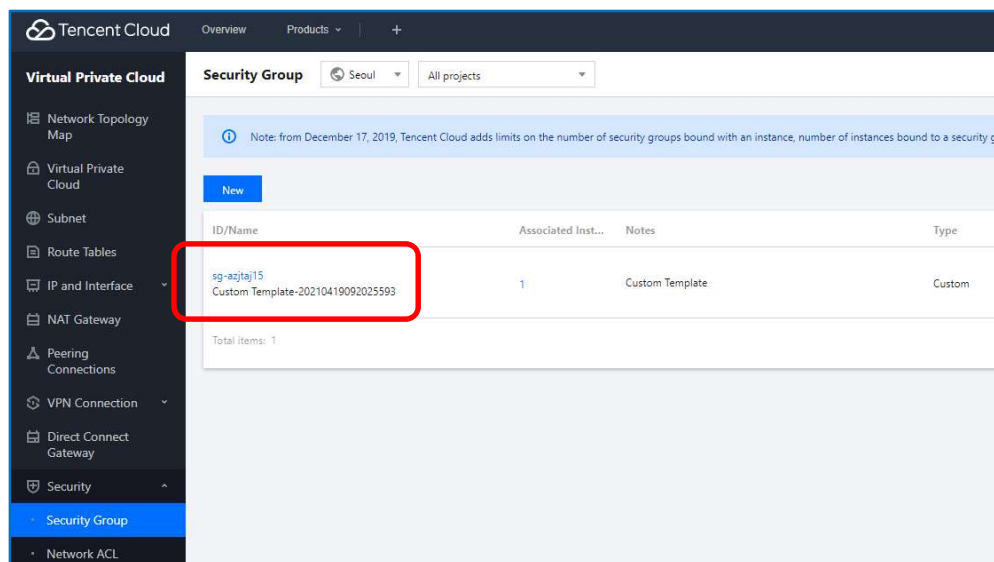 Tencent Cloud
Overview
Products
+
Virtual Private Cloud
Network Topology
Map
Virtual Private
Cloud
Subnet
Route Tables
IP and Interface
NAT Gateway
Peering
Connections
VPN Connection
Direct Connect
Gateway
Security
Security Group
Network ACL
Security Group
Seoul
All projects
Note: from December 17, 2019, Tencent Cloud adds limits on the number of security groups bound with an instance, number of instances bound to a security g
New
ID/Name Associated Inst... Notes Type
sg-azjtaj15
Custom Template-20210419092025593
1 Custom Template Custom
Total items: 1